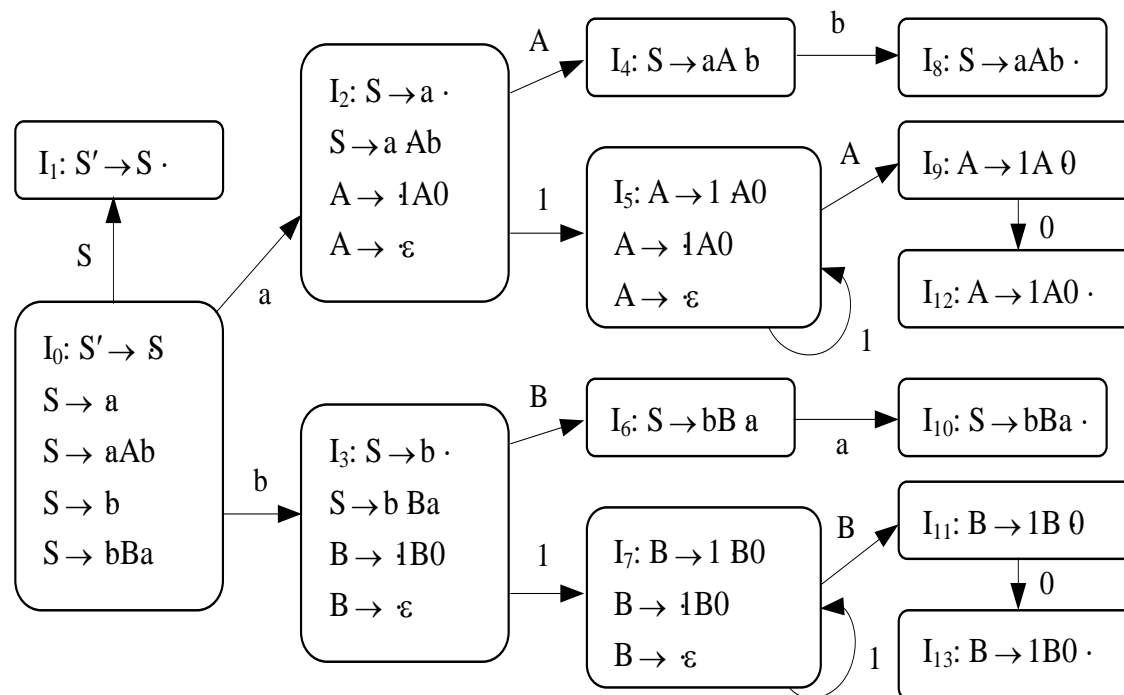 I₁: S′ → S ·
S
I₀: S′ → ·S
S → ·a
S → ·aAb
S → ·b
S → ·bBa
a
b
I₂: S → a ·
S → a ·Ab
A → ·1A0
A → ·ε
A
1
I₄: S → aA ·b
b
I₈: S → aAb ·
I₅: A → 1 ·A0
A → ·1A0
A → ·ε
1
A
I₉: A → 1A ·0
0
I₁₂: A → 1A0 ·
I₃: S → b ·
S → b ·Ba
B → ·1B0
B → ·ε
B
1
I₆: S → bB ·a
a
I₁₀: S → bBa ·
I₇: B → 1 ·B0
B → ·1B0
B → ·ε
1
B
I₁₁: B → 1B ·0
0
I₁₃: B → 1B0 ·